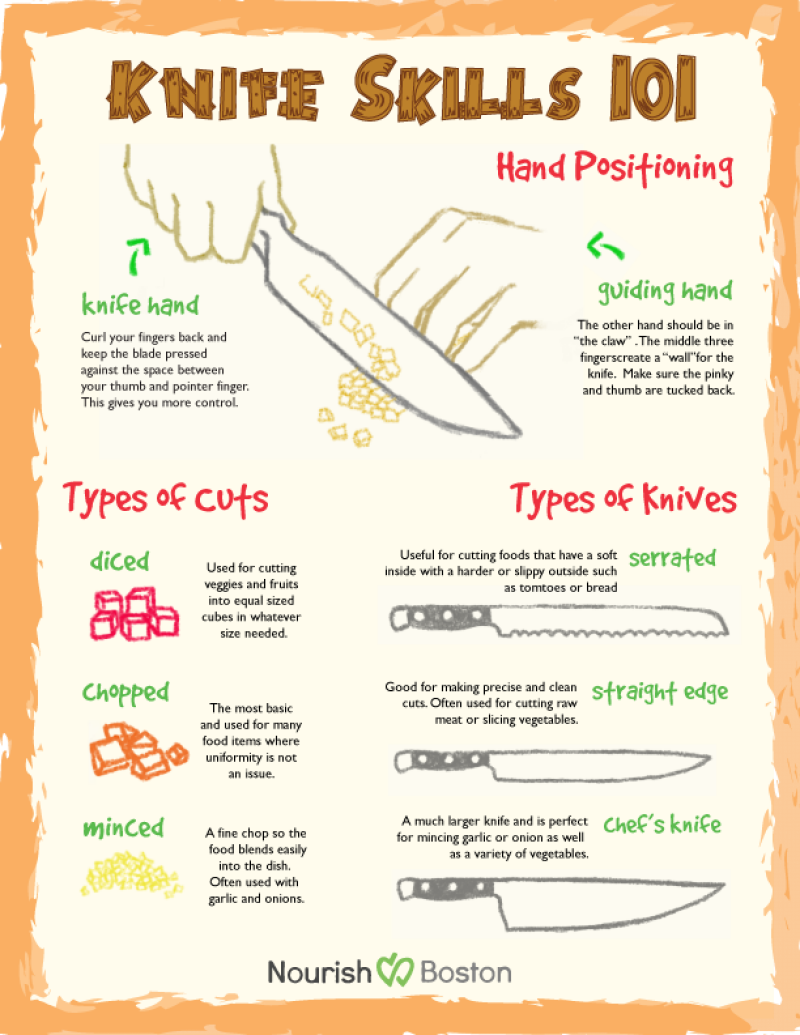 Knife Skills 101
Hand Positioning
knife hand
Curl your fingers back and
keep the blade pressed
against the space between
your thumb and pointer finger.
This gives you more control.
guiding hand
The other hand should be in
“the claw” .The middle three
fingerscreate a “wall”for the
knife. Make sure the pinky
and thumb are tucked back.
Types of Cuts
diced
Used for cutting
veggies and fruits
into equal sized
cubes in whatever
size needed.
chopped
The most basic
and used for many
food items where
uniformity is not
an issue.
minced
A fine chop so the
food blends easily
into the dish.
Often used with
garlic and onions.
Types of Knives
serrated
Useful for cutting foods that have a soft
inside with a harder or slippy outside such
as tomtoes or bread
straight edge
Good for making precise and clean
cuts. Often used for cutting raw
meat or slicing vegetables.
chef's knife
A much larger knife and is perfect
for mincing garlic or onion as well
as a variety of vegetables.
Nourish Boston